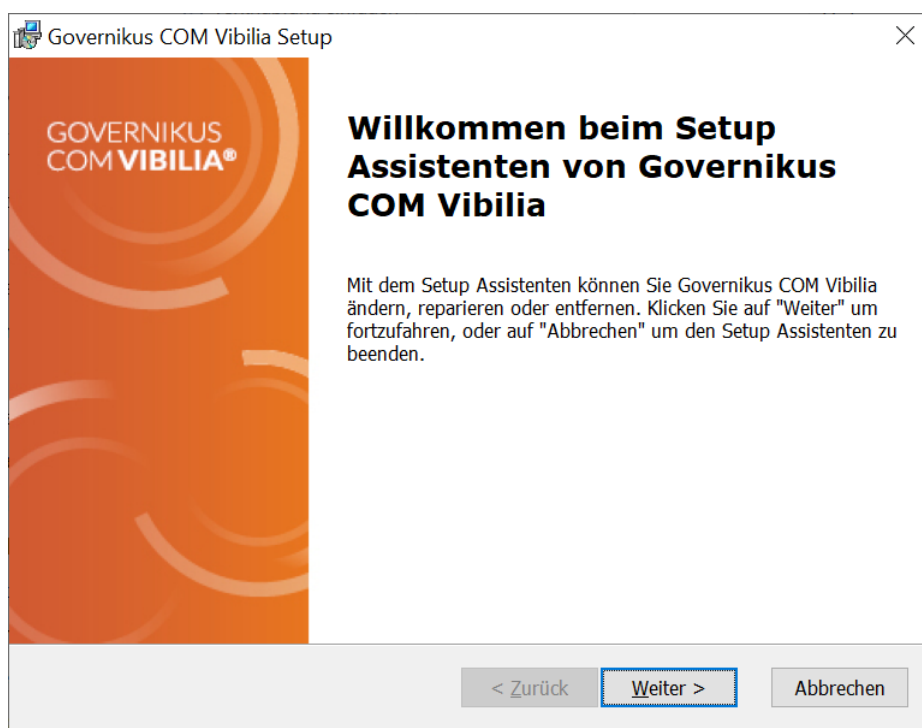 Governikus COM Vibilia Setup
GOVERNIKUS
COM VIBILIA®
Willkommen beim Setup
Assistenten von Governikus
COM Vibilia
Mit dem Setup Assistenten können Sie Governikus COM Vibilia
ändern, reparieren oder entfernen. Klicken Sie auf "Weiter" um
fortzufahren, oder auf "Abbrechen" um den Setup Assistenten zu
beenden.
< Zurück Weiter > Abbrechen